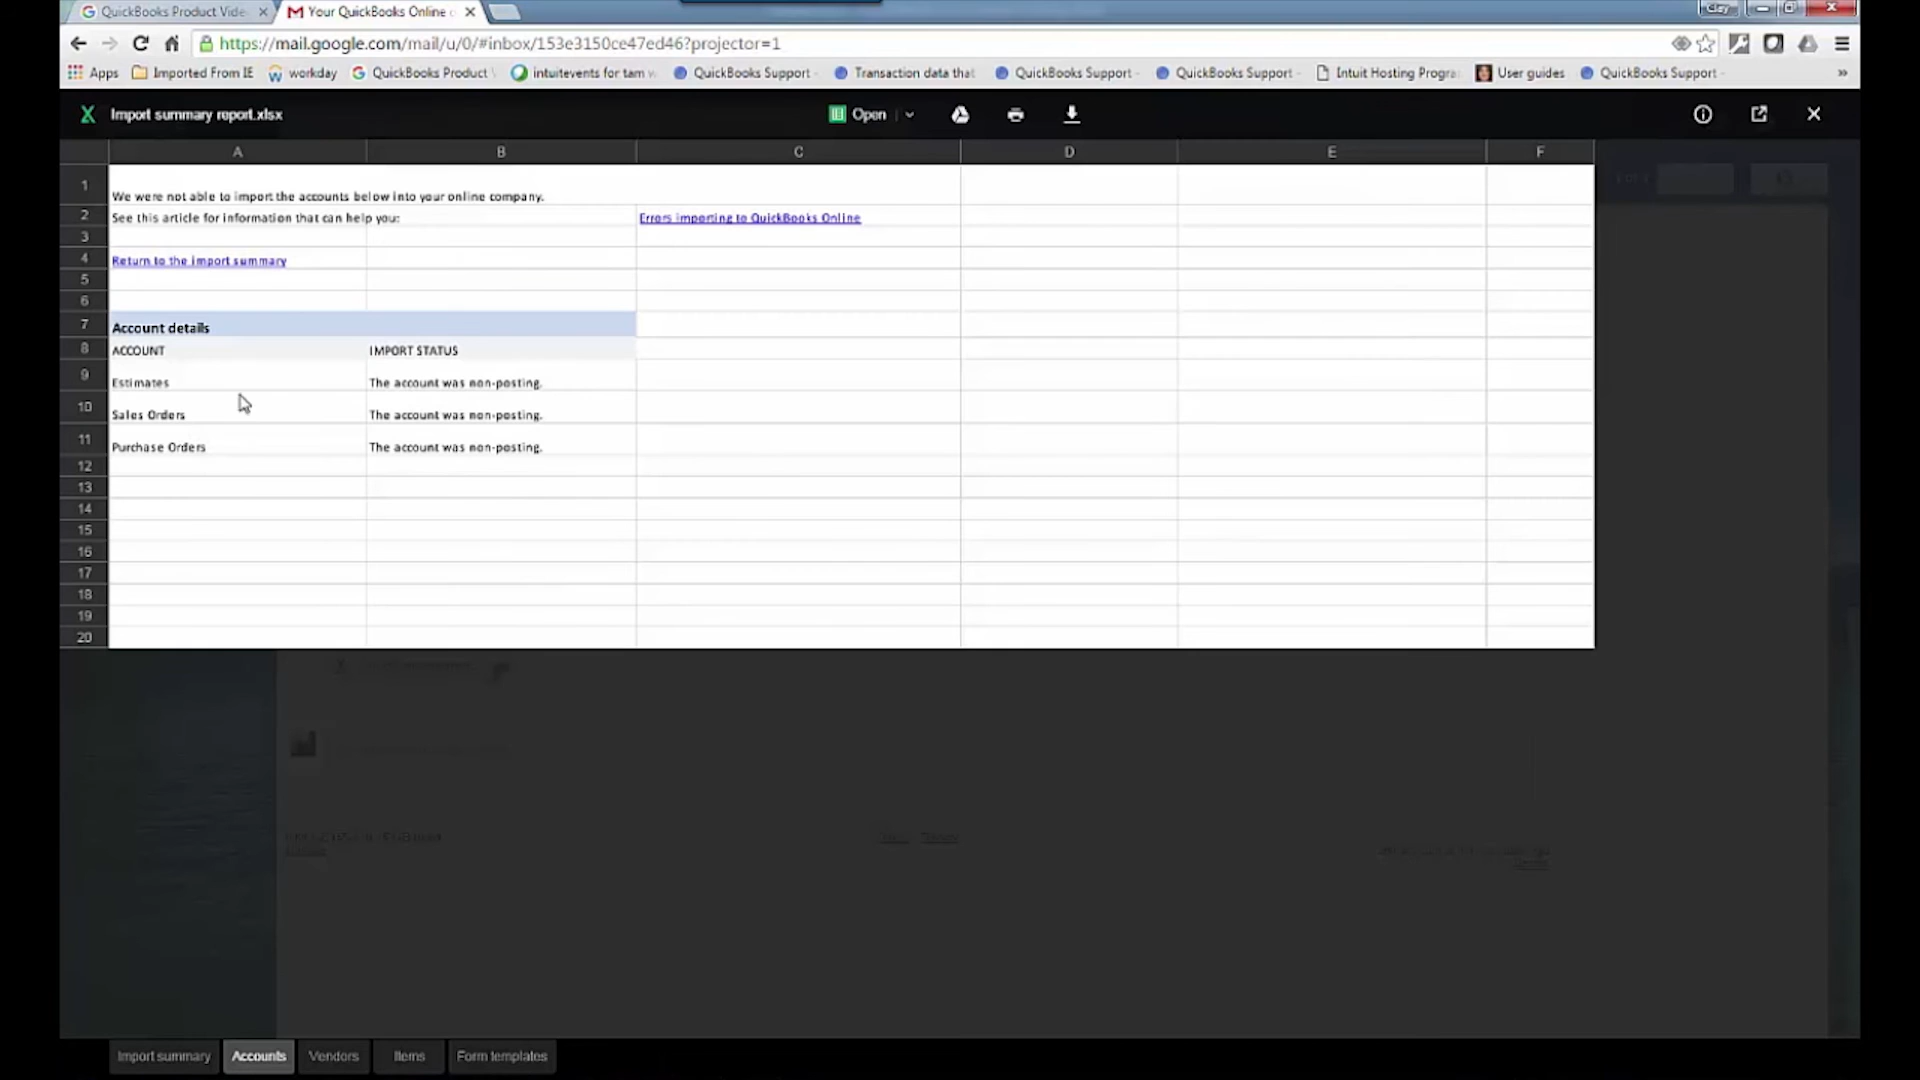 QuickBooks Product Vide
Your QuickBooks Online
Clay
https://mail.google.com/mail/u/0/#inbox/153e3150ce47ed46?projector=1
Apps Imported From IE workday QuickBooks Product intuitevents for tam QuickBooks Support - Transaction data that QuickBooks Support - QuickBooks Support - Intuit Hosting Progra User guides QuickBooks Support - »
Import summary report.xlsx Open
A B C D E F
1 We were not able to import the accounts below into your online company.
2 See this article for information that can help you: Errors importing to QuickBooks Online
3
4 Return to the import summary
5
6
7 Account details
8 ACCOUNT IMPORT STATUS
9 Estimates The account was non-posting.
10 Sales Orders The account was non-posting.
11 Purchase Orders The account was non-posting.
12
13
14
15
16
17
18
19
20
Import summary Accounts Vendors Items Form templates